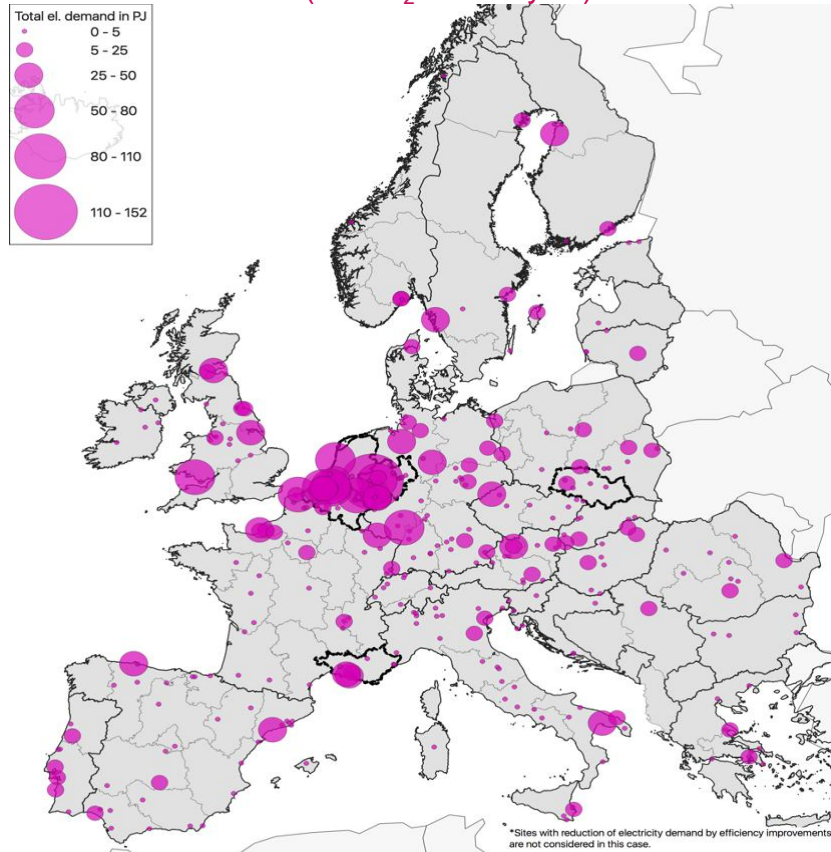 Total el. demand in PJ
0 - 5
5 - 25
25 - 50
50 - 80
80 - 110
110 - 152
*Sites with reduction of electricity demand by efficiency improvements
are not considered in this case.